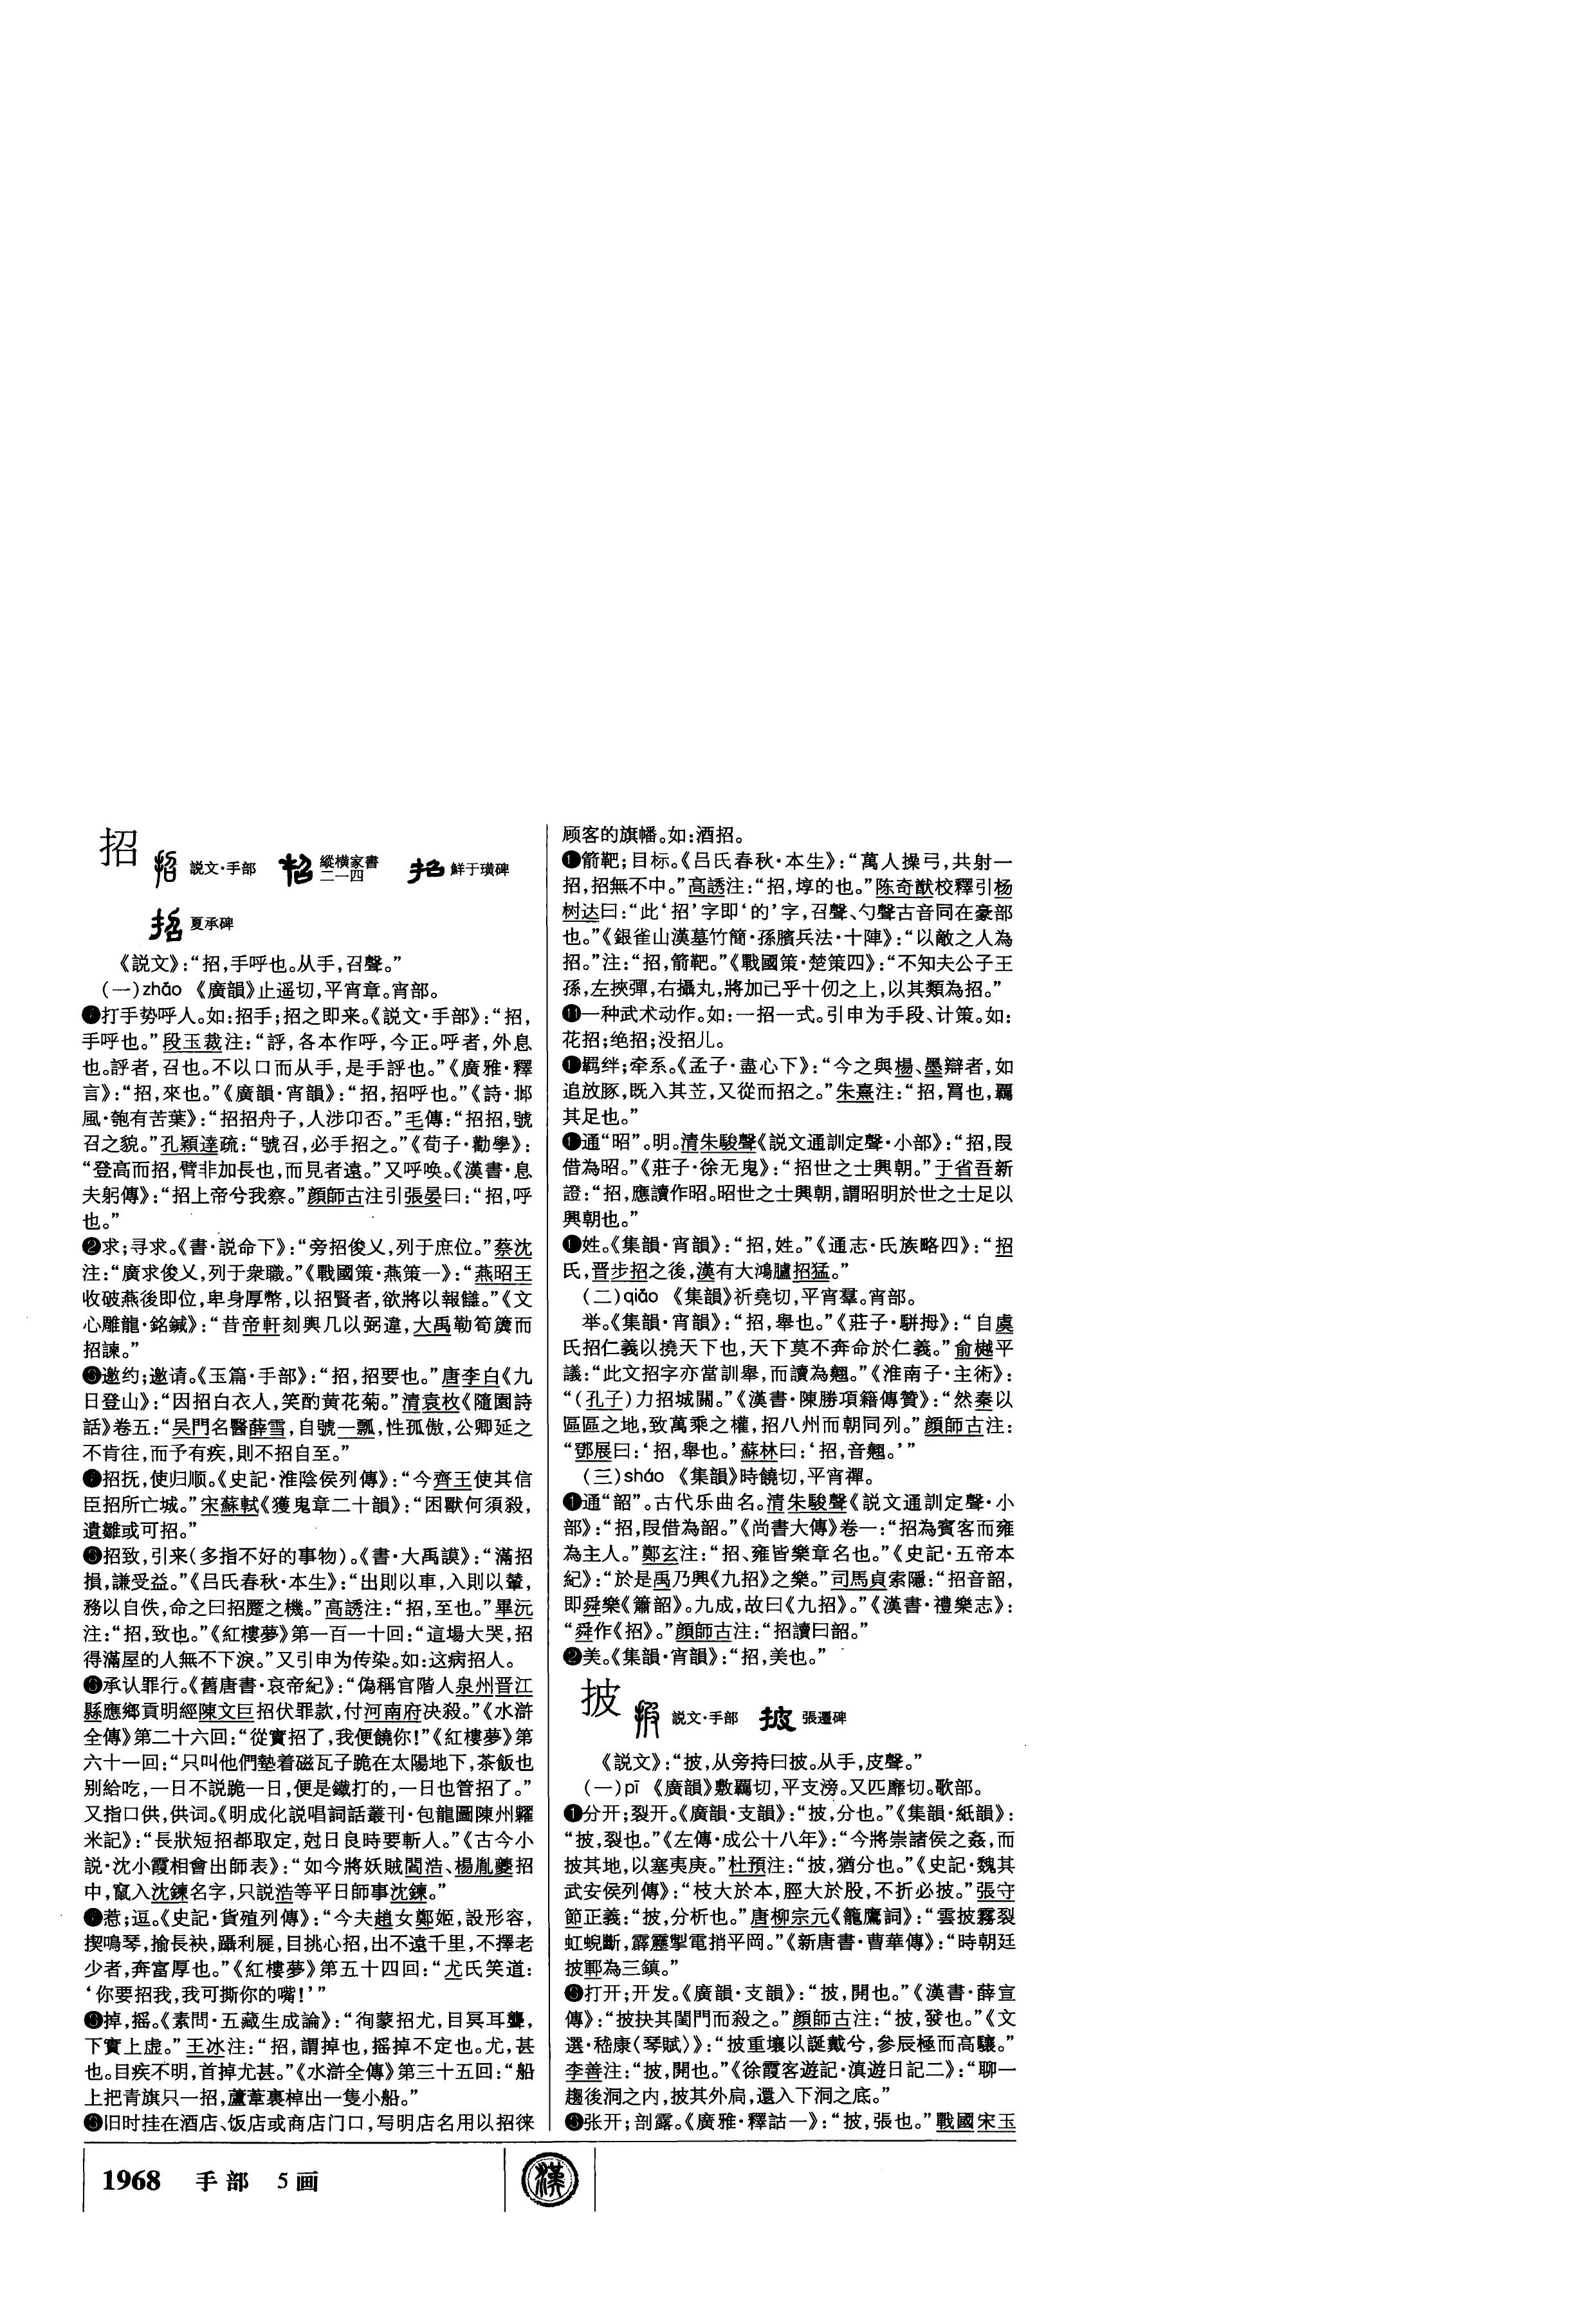 招
説文·手部 縱横家書二一四 鮮于璜碑
夏承碑
《説文》：“招，手呼也。从手，召聲。”
（一）zhāo 《廣韻》止遥切，平宵章。宵部。
打手势呼人。如：招手；招之即来。《説文·手部》：“招，
手呼也。”段玉裁注：“評，各本作呼，今正。呼者，外息
也。評者，召也。不以口而从手，是手評也。”《廣雅·釋
言》：“招，來也。”《廣韻·宵韻》：“招，招呼也。”《詩·邶
風·匏有苦葉》：“招招舟子，人涉卬否。”毛傳：“招招，號
召之貌。”孔穎達疏：“號召，必手招之。”《荀子·勸學》：
“登高而招，臂非加長也，而見者遠。”又呼唤。《漢書·息
夫躬傳》：“招上帝兮我察。”顔師古注引張晏曰：“招，呼
也。”
❷求；寻求。《書·説命下》：“旁招俊乂，列于庶位。”蔡沈
注：“廣求俊乂，列于衆職。”《戰國策·燕策一》：“燕昭王
收破燕後即位，卑身厚幣，以招賢者，欲將以報讎。”《文
心雕龍·銘鍼》：“昔帝軒刻輿几以弼違，大禹勒筍簴而
招諫。”
❸邀约；邀请。《玉篇·手部》：“招，招要也。”唐李白《九
日登山》：“因招白衣人，笑酌黄花菊。”清袁枚《隨園詩
話》卷五：“吴門名醫薛雪，自號一瓢，性孤傲，公卿延之
不肯往，而予有疾，則不招自至。”
招抚，使归顺。《史記·淮陰侯列傳》：“今齊王使其信
臣招所亡城。”宋蘇軾《獲鬼章二十韻》：“困獸何須殺，
遺雛或可招。”
招致，引来（多指不好的事物）。《書·大禹謨》：“滿招
損，謙受益。”《吕氏春秋·本生》：“出則以車，入則以輦，
務以自佚，命之曰招蹷之機。”高誘注：“招，至也。”畢沅
注：“招，致也。”《紅樓夢》第一百一十回：“這場大哭，招
得滿屋的人無不下淚。”又引申为传染。如：这病招人。
❻承认罪行。《舊唐書·哀帝紀》：“偽稱官階人泉州晋江
縣應鄉貢明經陳文巨招伏罪款，付河南府决殺。”《水滸
全傳》第二十六回：“從實招了，我便饒你！”《紅樓夢》第
六十一回：“只叫他們墊着磁瓦子跪在太陽地下，茶飯也
别給吃，一日不説跪一日，便是鐵打的，一日也管招了。”
又指口供，供词。《明成化説唱詞話叢刊·包龍圖陳州糶
米記》：“長狀短招都取定，尅日良時要斬人。”《古今小
説·沈小霞相會出師表》：“如今將妖賊閻浩、楊胤夔招
中，竄入沈鍊名字，只説浩等平日師事沈鍊。”
❼惹；逗。《史記·貨殖列傳》：“今夫趙女鄭姬，設形容，
揳鳴琴，揄長袂，躡利屣，目挑心招，出不遠千里，不擇老
少者，奔富厚也。”《紅樓夢》第五十四回：“尤氏笑道：
‘你要招我，我可撕你的嘴！’”
❽掉，摇。《素問·五藏生成論》：“徇蒙招尤，目冥耳聾，
下實上虚。”王冰注：“招，謂掉也，摇掉不定也。尤，甚
也。目疾不明，首掉尤甚。”《水滸全傳》第三十五回：“船
上把青旗只一招，蘆葦裏棹出一隻小船。”
旧时挂在酒店、饭店或商店门口，写明店名用以招徕
顾客的旗幡。如：酒招。
箭靶；目标。《吕氏春秋·本生》：“萬人操弓，共射一
招，招無不中。”高誘注：“招，埻的也。”陈奇猷校釋引杨
树达曰：“此‘招’字即‘的’字，召聲、勺聲古音同在豪部
也。”《銀雀山漢墓竹簡·孫臏兵法·十陣》：“以敵之人為
招。”注：“招，箭靶。”《戰國策·楚策四》：“不知夫公子王
孫，左挾彈，右攝丸，將加己乎十仞之上，以其類為招。”
⓫一种武术动作。如：一招一式。引申为手段、计策。如：
花招；绝招；没招儿。
羁绊；牵系。《孟子·盡心下》：“今之與楊、墨辯者，如
追放豚，既入其苙，又從而招之。”朱熹注：“招，罥也，羈
其足也。”
通“昭”。明。清朱駿聲《説文通訓定聲·小部》：“招，叚
借為昭。”《莊子·徐无鬼》：“招世之士興朝。”于省吾新
證：“招，應讀作昭。昭世之士興朝，謂昭明於世之士足以
興朝也。”
姓。《集韻·宵韻》：“招，姓。”《通志·氏族略四》：“招
氏，晋步招之後，漢有大鴻臚招猛。”
（二）qiáo 《集韻》祈堯切，平宵羣。宵部。
举。《集韻·宵韻》：“招，舉也。”《莊子·駢拇》：“自虞
氏招仁義以撓天下也，天下莫不奔命於仁義。”俞樾平
議：“此文招字亦當訓舉，而讀為翹。”《淮南子·主術》：
“（孔子）力招城關。”《漢書·陳勝項籍傳贊》：“然秦以
區區之地，致萬乘之權，招八州而朝同列。”顔師古注：
“鄧展曰：‘招，舉也。’蘇林曰：‘招，音翹。’”
（三）sháo 《集韻》時饒切，平宵禪。
❶通“韶”。古代乐曲名。清朱駿聲《説文通訓定聲·小
部》：“招，叚借為韶。”《尚書大傳》卷一：“招為賓客而雍
為主人。”鄭玄注：“招、雍皆樂章名也。”《史記·五帝本
紀》：“於是禹乃興《九招》之樂。”司馬貞索隱：“招音韶，
即舜樂《簫韶》。九成，故曰《九招》。”《漢書·禮樂志》：
“舜作《招》。”顔師古注：“招讀曰韶。”
❷美。《集韻·宵韻》：“招，美也。”
披
説文·手部 張遷碑
《説文》：“披，从旁持曰披。从手，皮聲。”
（一）pī 《廣韻》敷羈切，平支滂。又匹靡切。歌部。
❶分开；裂开。《廣韻·支韻》：“披，分也。”《集韻·紙韻》：
“披，裂也。”《左傳·成公十八年》：“今將崇諸侯之姦，而
披其地，以塞夷庚。”杜預注：“披，猶分也。”《史記·魏其
武安侯列傳》：“枝大於本，脛大於股，不折必披。”張守
節正義：“披，分析也。”唐柳宗元《籠鷹詞》：“雲披霧裂
虹蜺斷，霹靂掣電捎平岡。”《新唐書·曹華傳》：“時朝廷
披鄆為三鎮。”
打开；开发。《廣韻·支韻》：“披，開也。”《漢書·薛宣
傳》：“披抉其閨門而殺之。”顔師古注：“披，發也。”《文
選·嵇康〈琴賦〉》：“披重壤以誕戴兮，參辰極而高驤。”
李善注：“披，開也。”《徐霞客遊記·滇遊日記二》：“聊一
趨後洞之内，披其外扃，還入下洞之底。”
❸张开；剖露。《廣雅·釋詁一》：“披，張也。”戰國宋玉
1968 手部 5画
漢